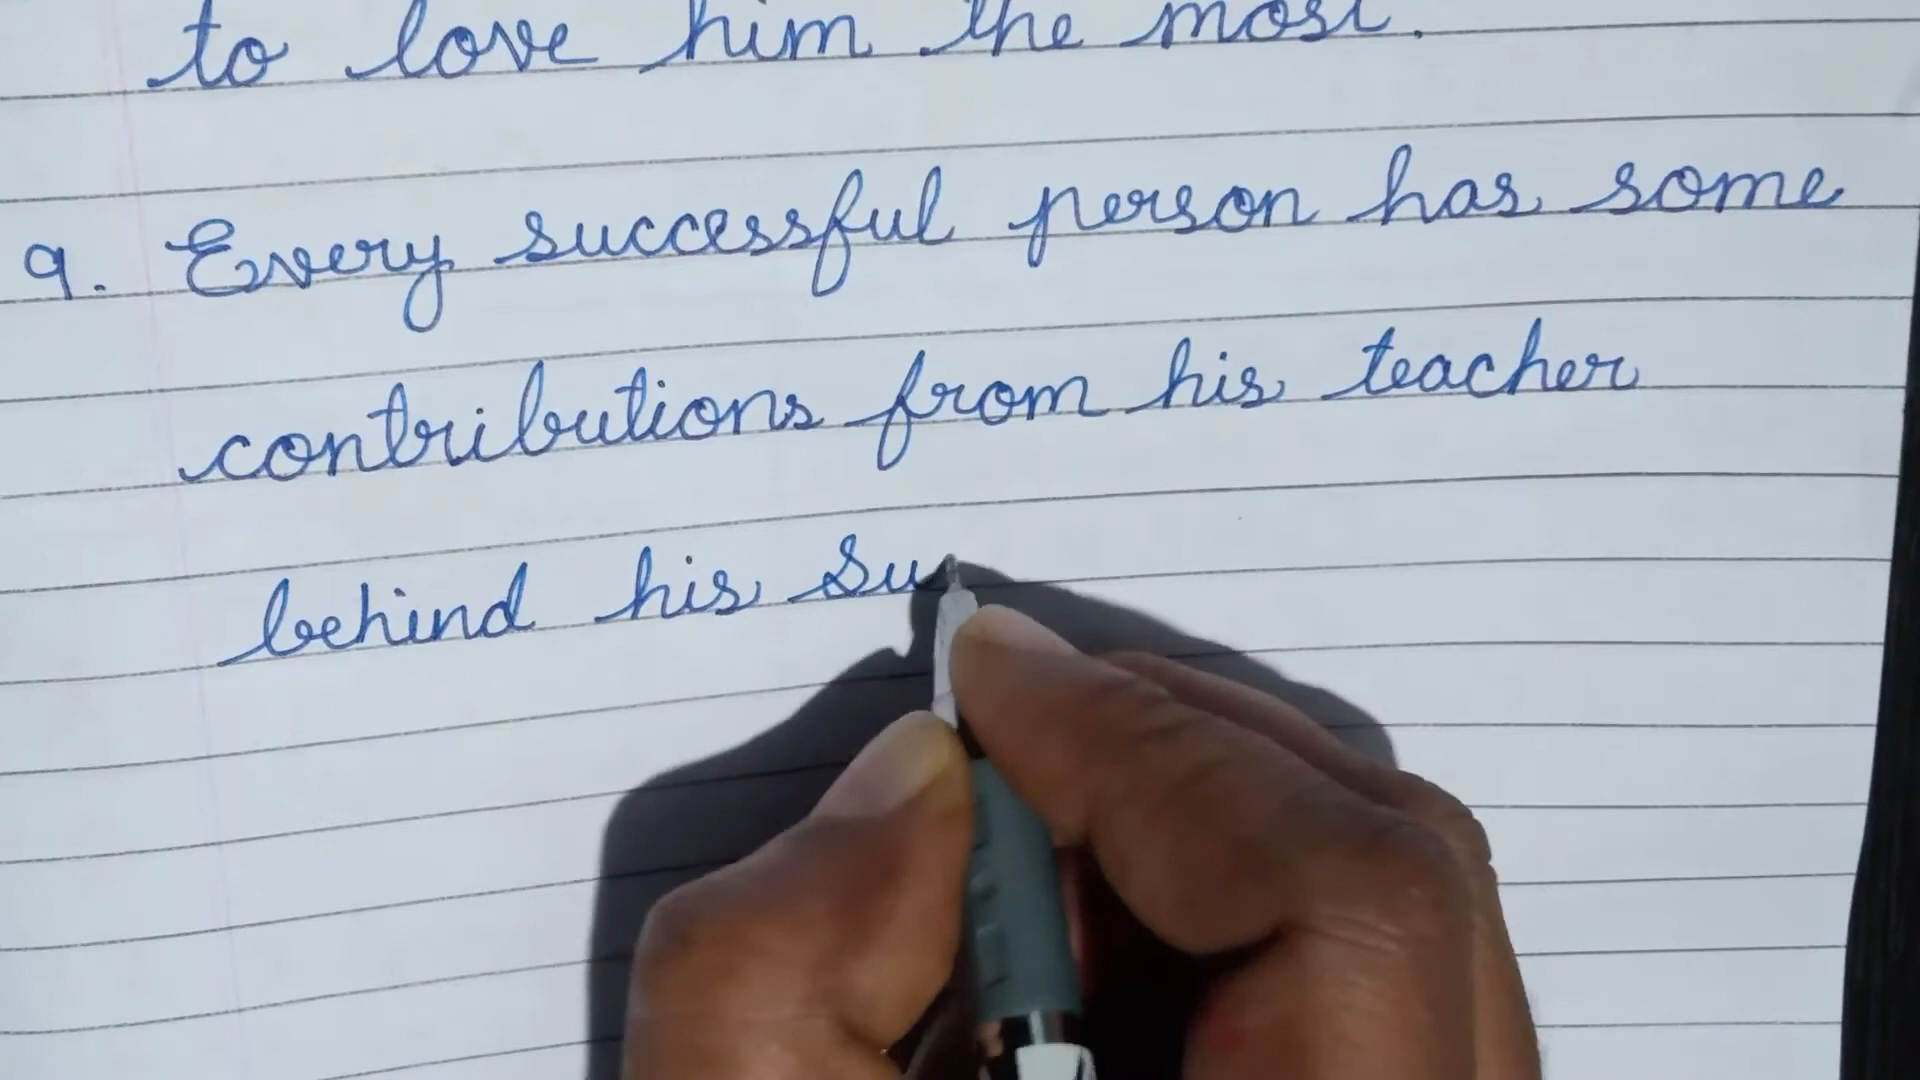 to love him the most.
9. Every successful person has some
contributions from his teacher
behind his su